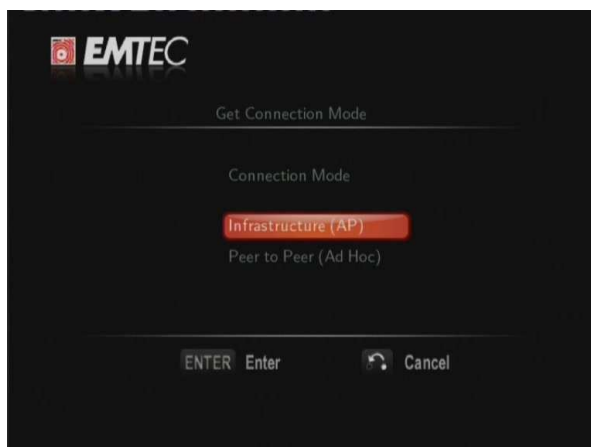 EMTEC
Get Connection Mode
Connection Mode
Infrastructure (AP)
Peer to Peer (Ad Hoc)
ENTER Enter Cancel